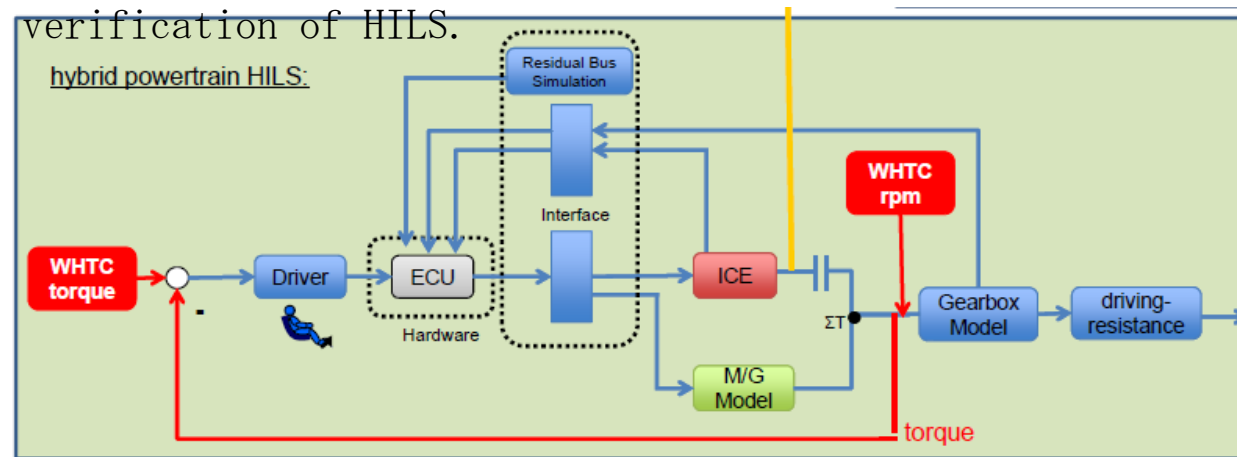 verification of HILS.
hybrid powertrain HILS:
Residual Bus
Simulation
WHTC
rpm
Interface
WHTC
torque
Driver
ECU
ICE
Gearbox
Model
driving-
resistance
-
Hardware
ΣT
M/G
Model
torque